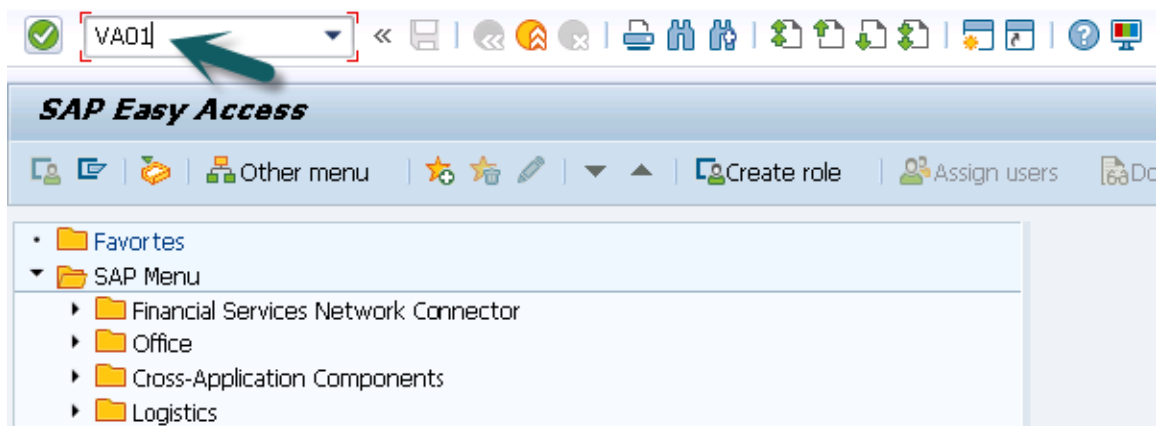 VA01
SAP Easy Access
Other menu Create role Assign users Do
Favortes
SAP Menu
Financial Services Network Connector
Office
Cross-Application Components
Logistics